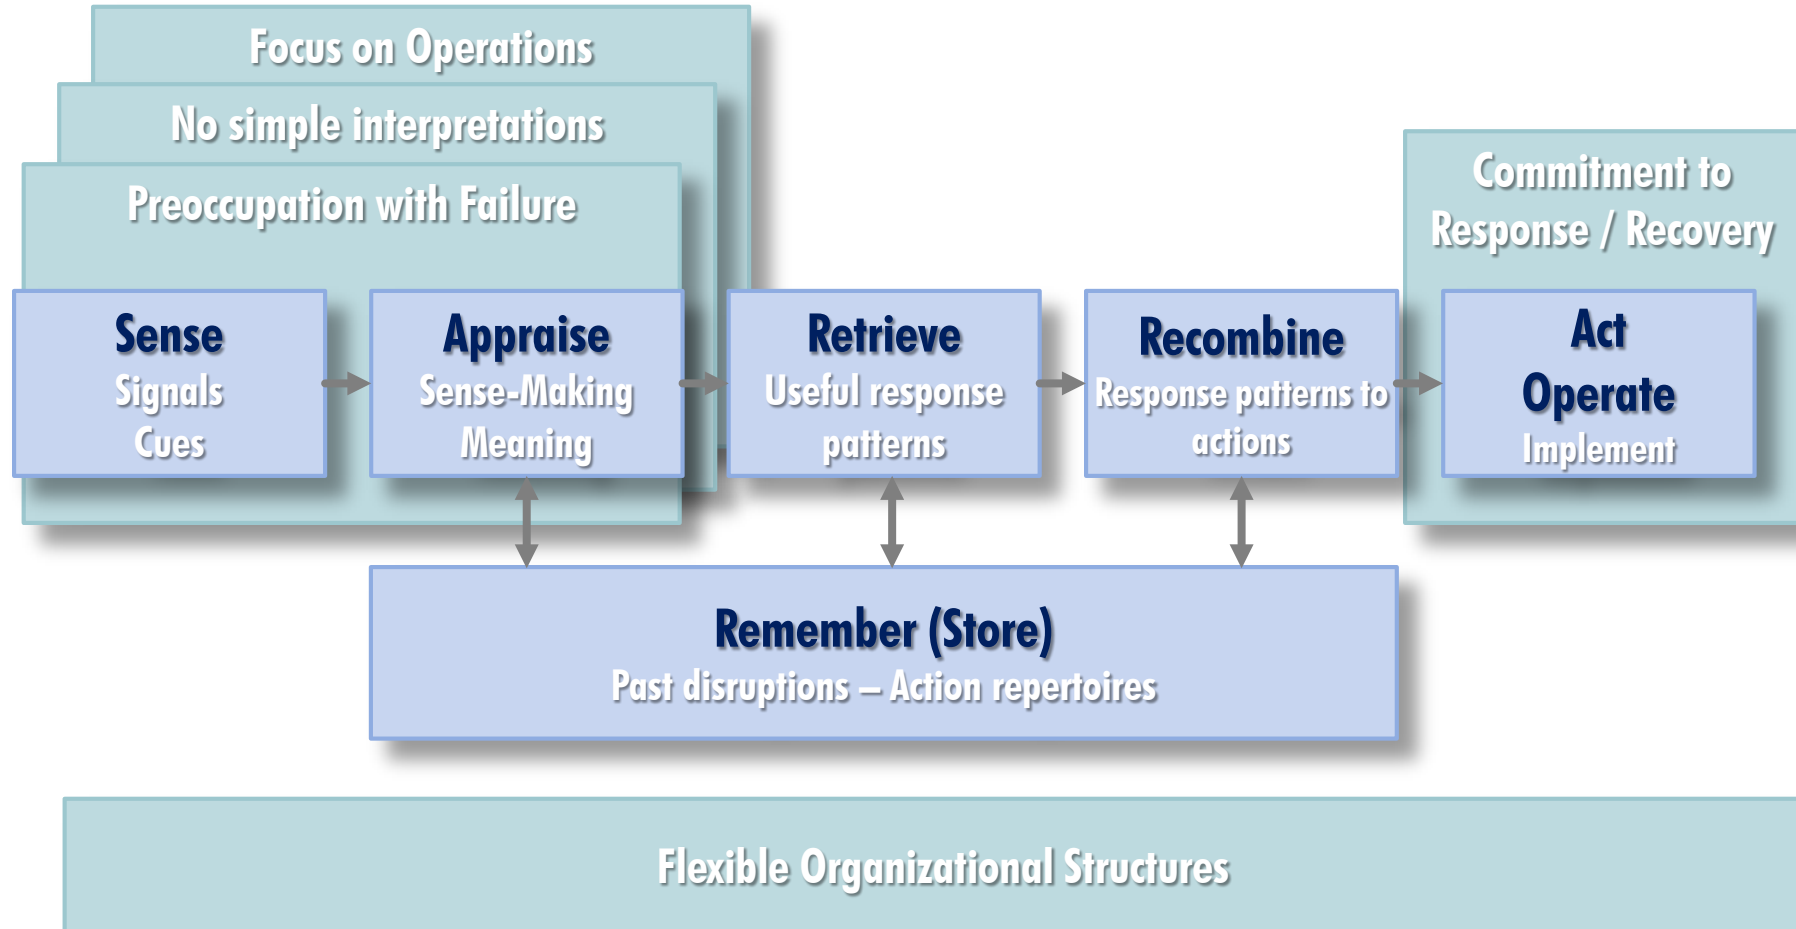 Focus on Operations
No simple interpretations
Preoccupation with Failure
Commitment to
Response / Recovery
Sense
Signals
Cues
Appraise
Sense-Making
Meaning
Retrieve
Useful response
patterns
Recombine
Response patterns to
actions
Act
Operate
Implement
Remember (Store)
Past disruptions – Action repertoires
Flexible Organizational Structures